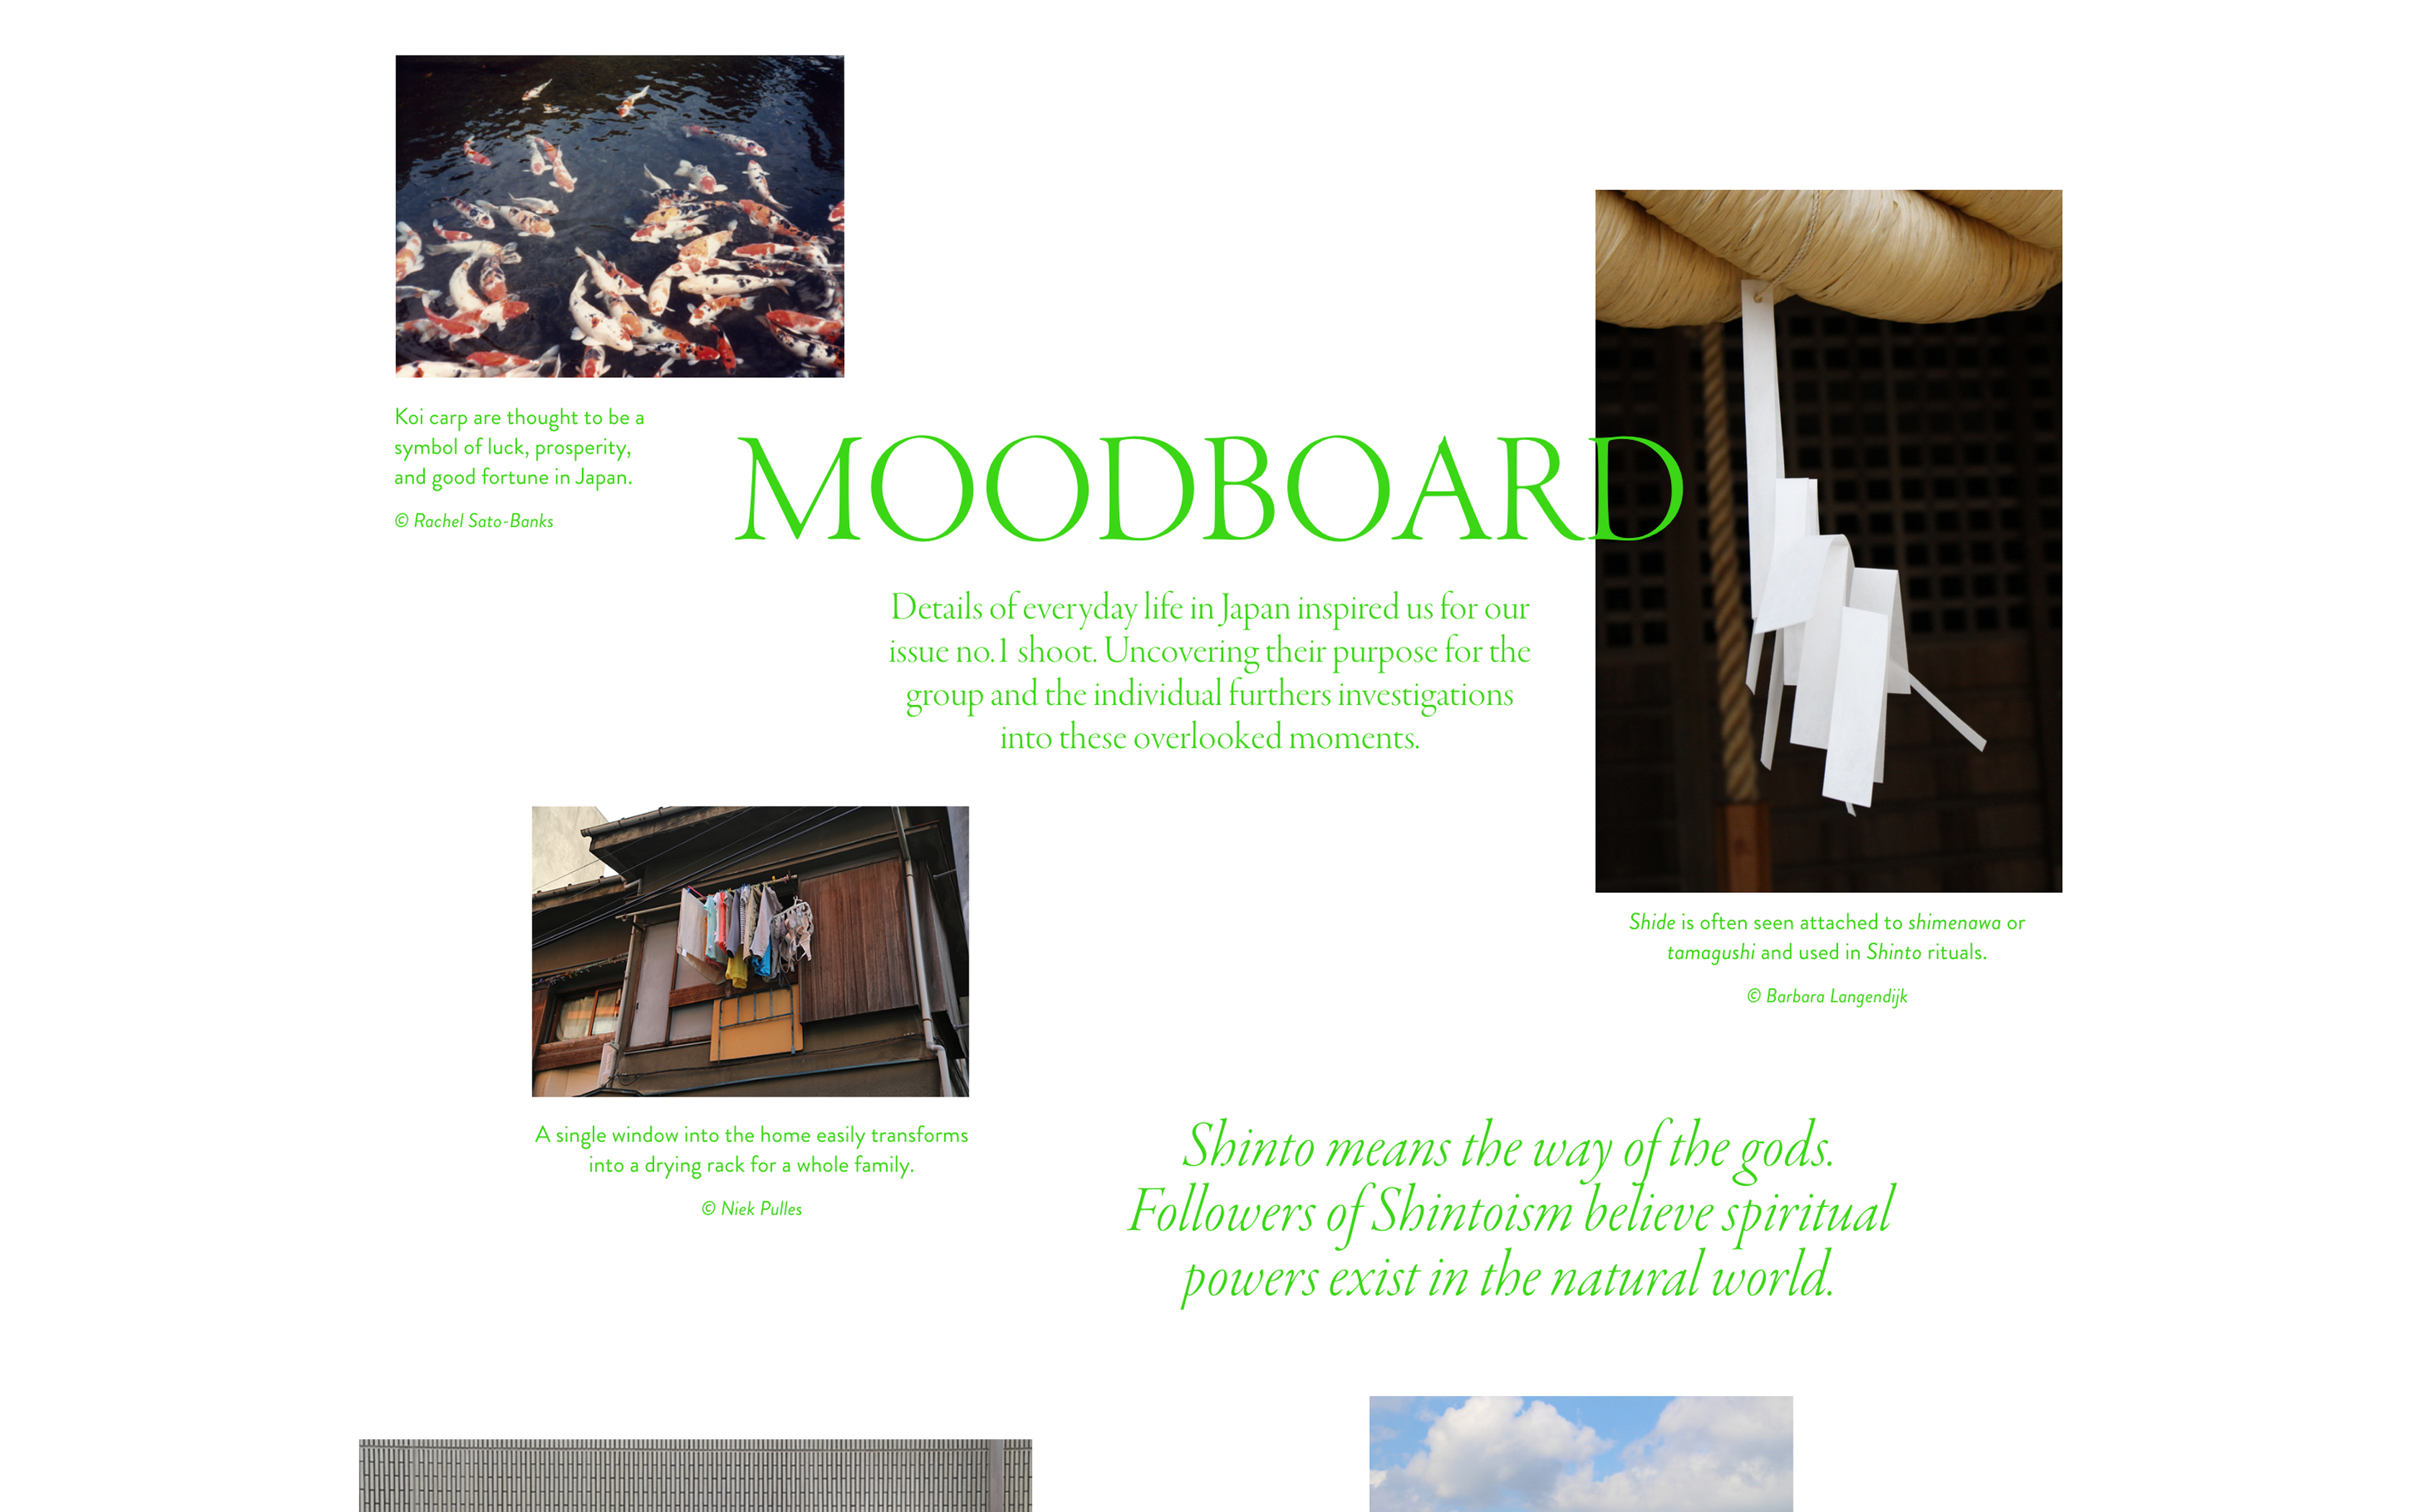 Koi carp are thought to be a
symbol of luck, prosperity,
and good fortune in Japan.
© Rachel Sato-Banks
MOODBOARD
Details of everyday life in Japan inspired us for our
issue no.1 shoot. Uncovering their purpose for the
group and the individual furthers investigations
into these overlooked moments.
Shide is often seen attached to shimenawa or
tamagushi and used in Shinto rituals.
© Barbara Langendijk
A single window into the home easily transforms
into a drying rack for a whole family.
© Niek Pulles
Shinto means the way of the gods.
Followers of Shintoism believe spiritual
powers exist in the natural world.